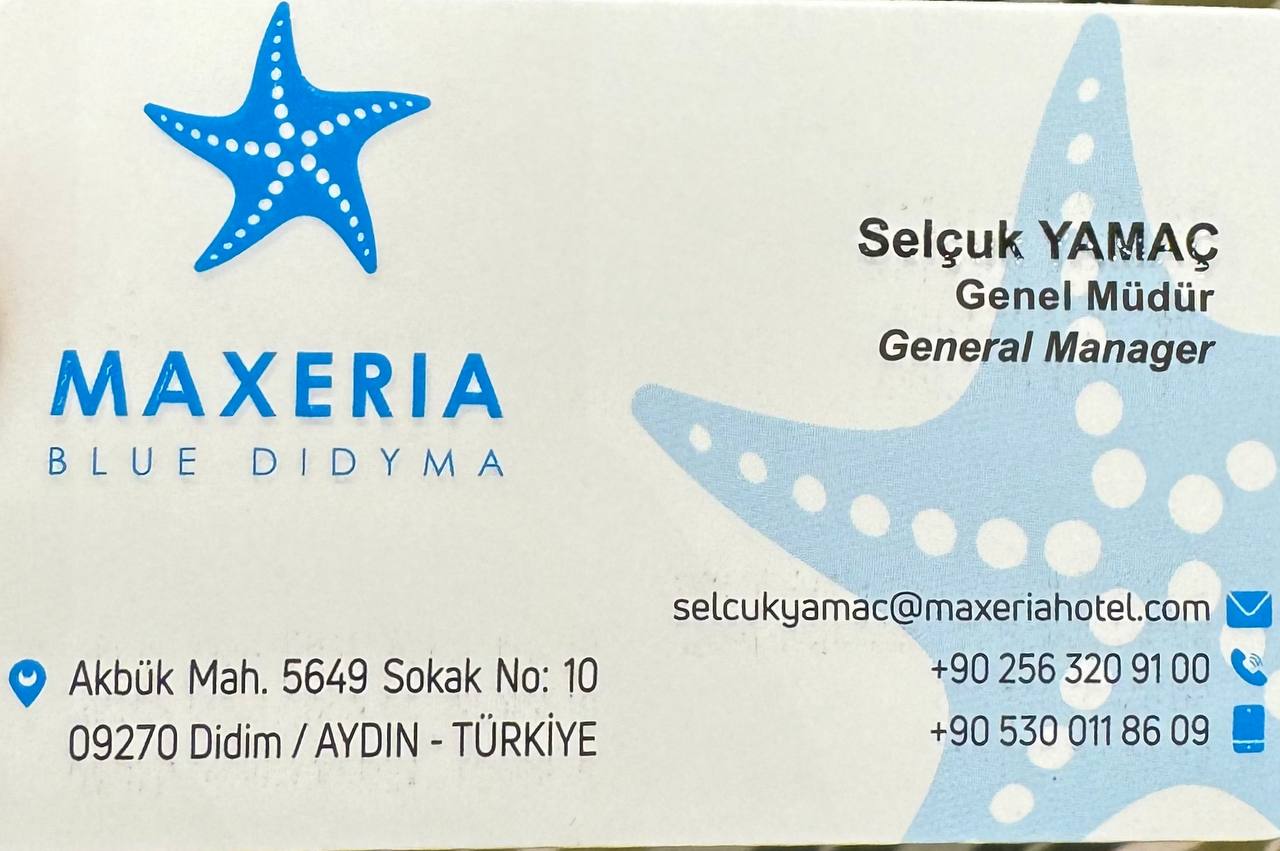 MAXERIA
BLUE DIDYMA
Selçuk YAMAÇ
Genel Müdür
General Manager
selcukyamac@maxeriahotel.com
+90 256 320 91 00
+90 530 011 86 09
Akbük Mah. 5649 Sokak No: 10
09270 Didim / AYDIN - TÜRKİYE